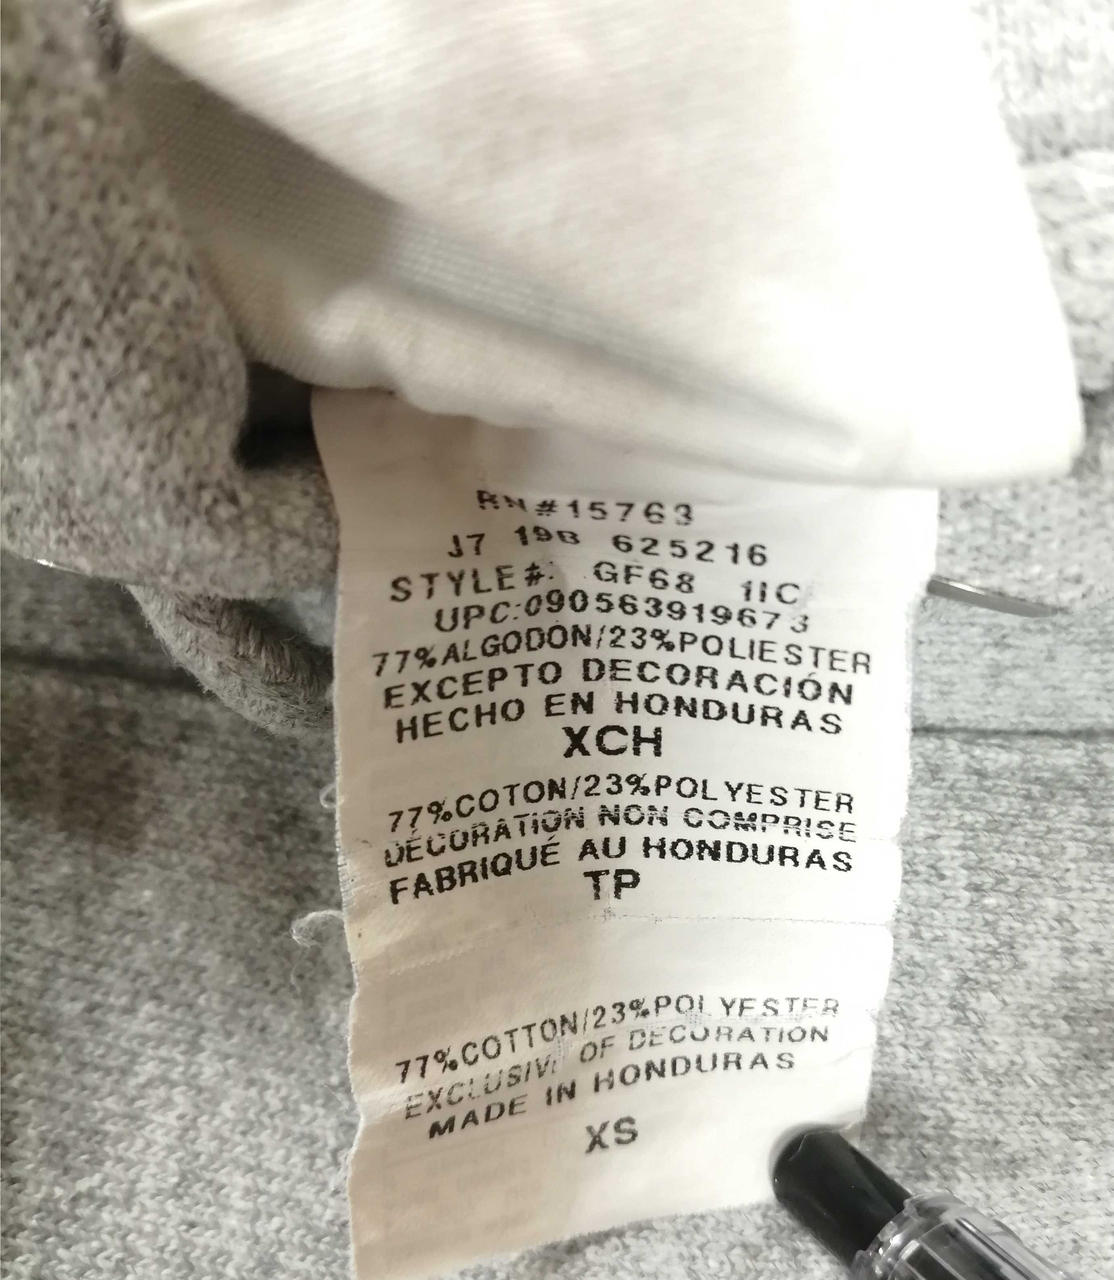 RN#15763
J7 19B 625216
STYLE#: GF68 1IC
UPC:090563919673
77%ALGODON/23%POLIESTER
EXCEPTO DECORACIÓN
HECHO EN HONDURAS
XCH
77%COTON/23%POLYESTER
DÉCORATION NON COMPRISE
FABRIQUÉ AU HONDURAS
TP
77%COTTON/23%POLYESTER
EXCLUSIVE OF DECORATION
MADE IN HONDURAS
XS